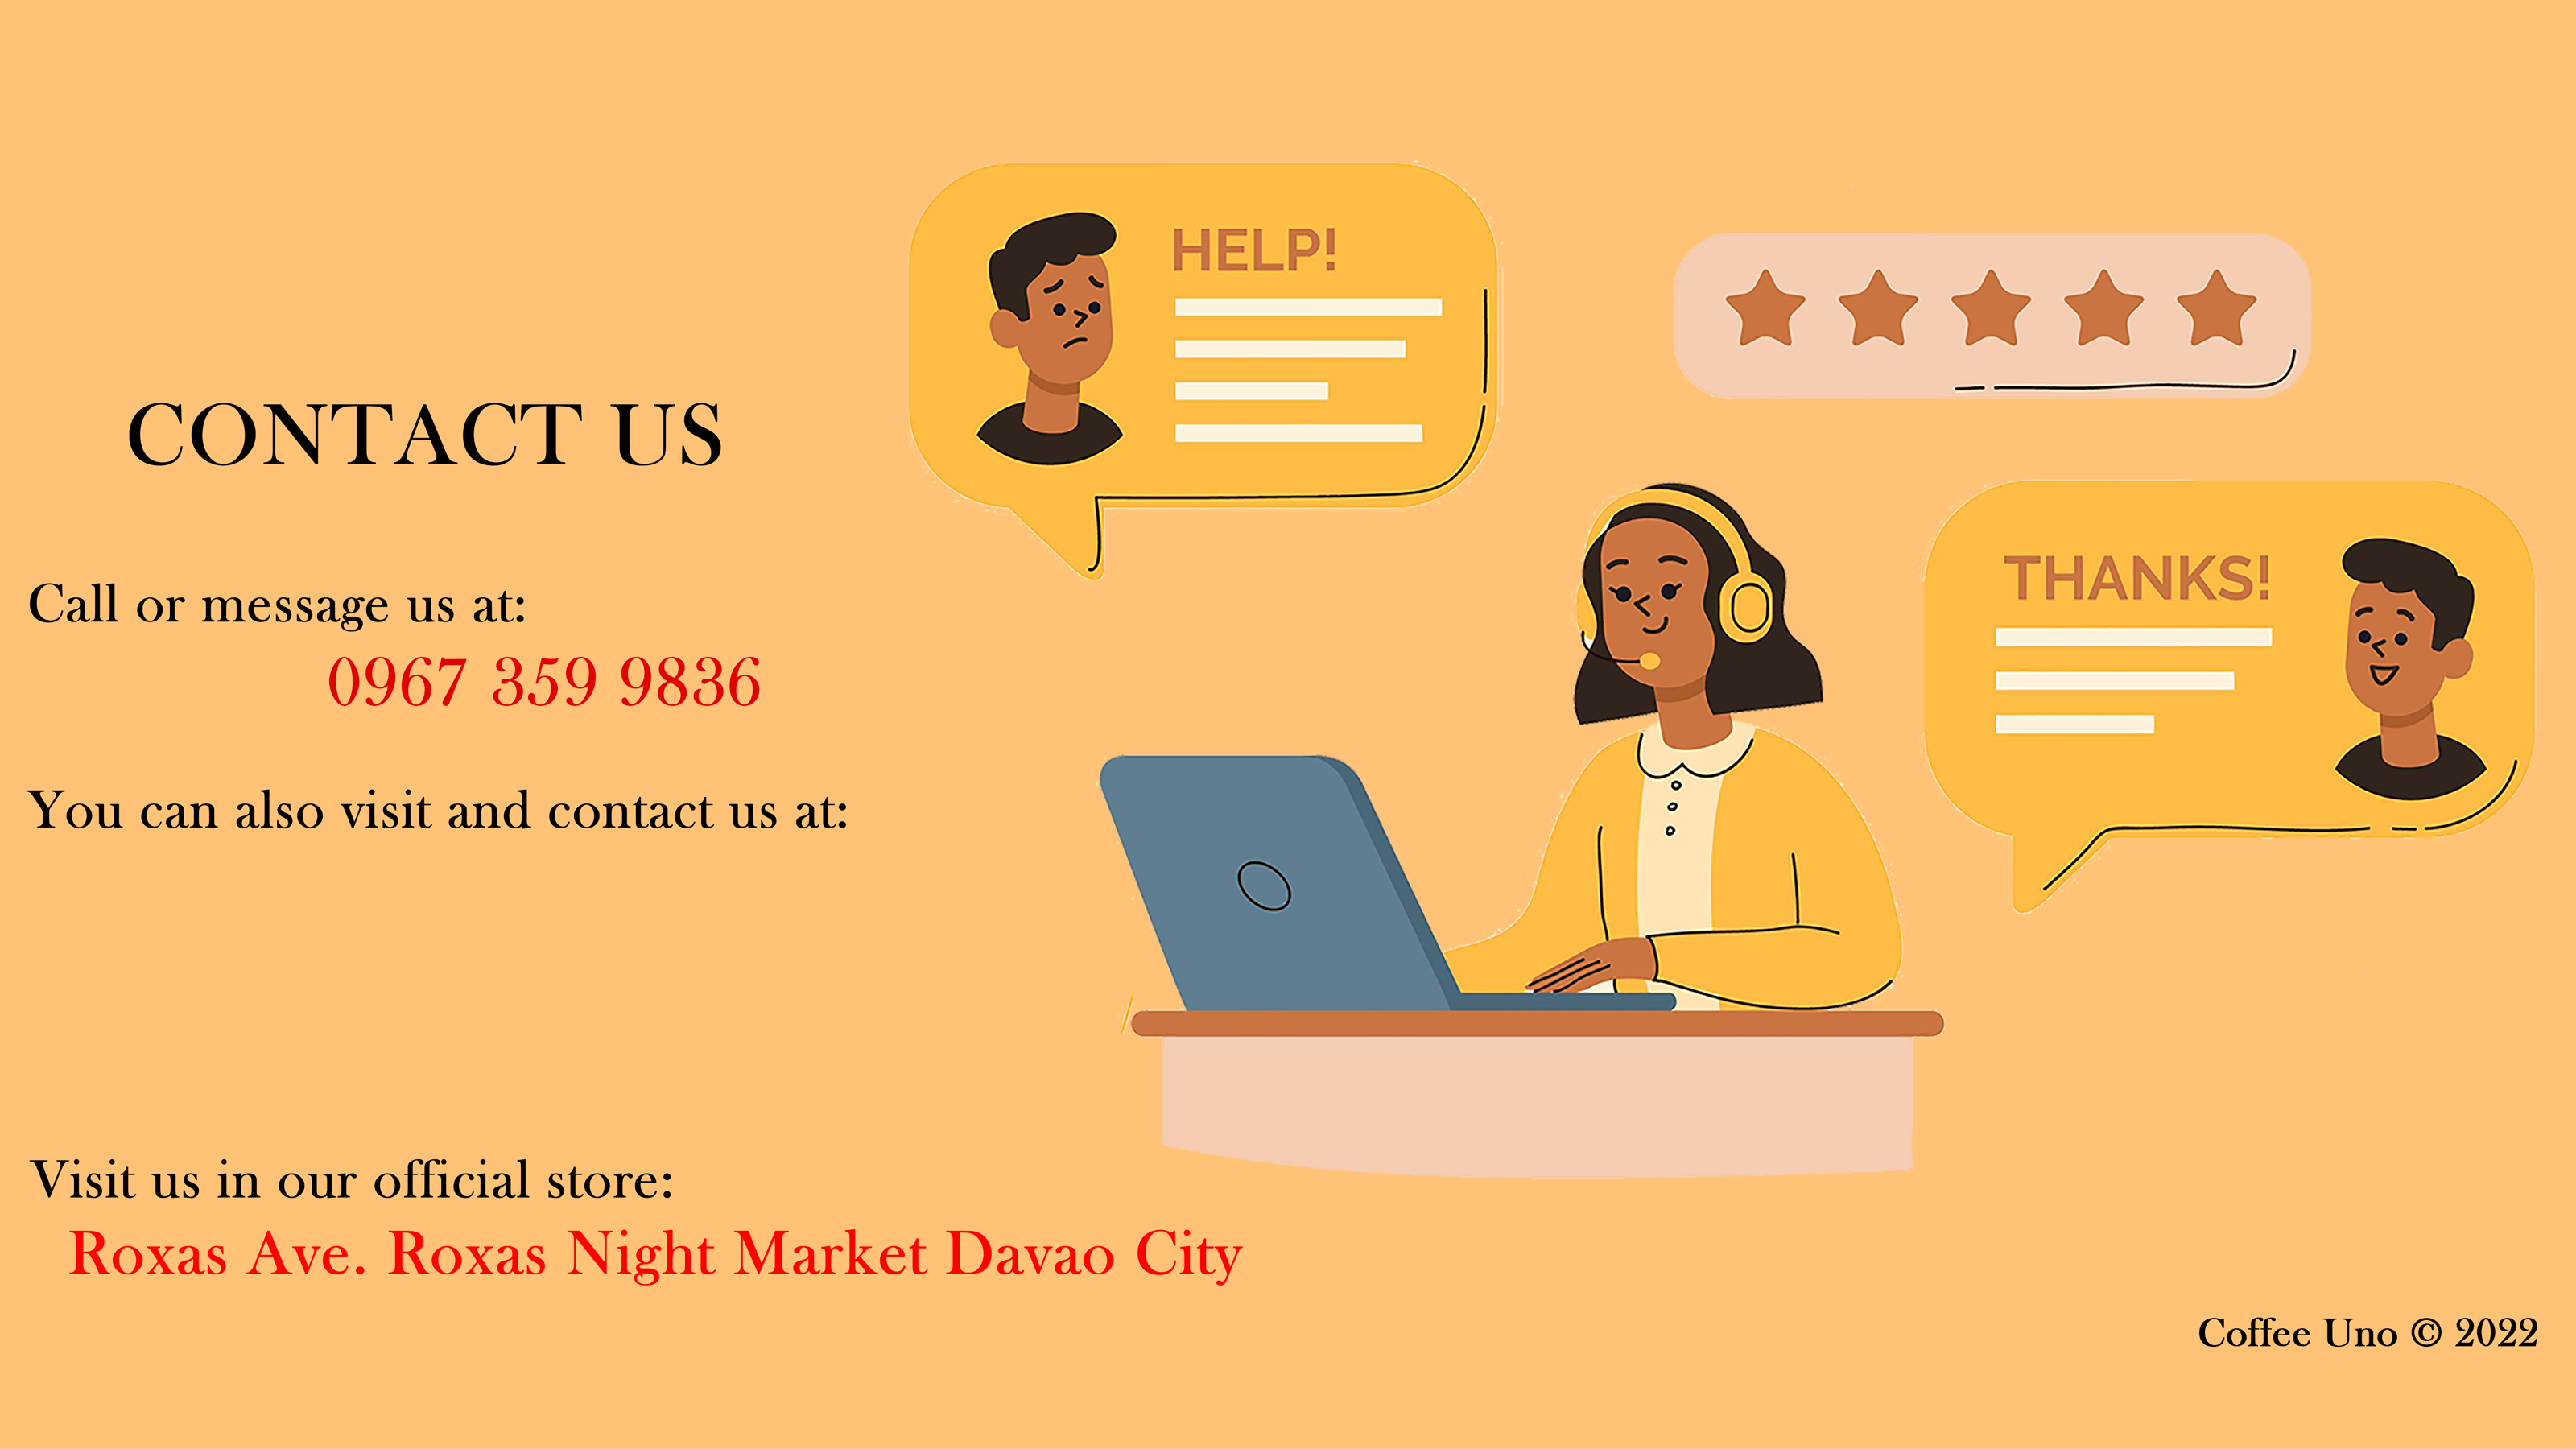 CONTACT US
Call or message us at:
0967 359 9836
You can also visit and contact us at:
Visit us in our official store:
Roxas Ave. Roxas Night Market Davao City
HELP!
THANKS!
Coffee Uno © 2022